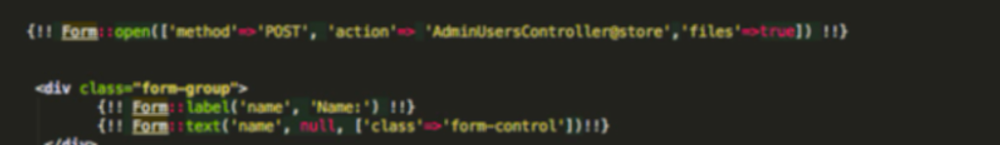 {!! Form::open(['method'=>'POST', 'action'=> 'AdminUsersController@store','files'=>true]) !!}
<div class="form-group">
{!! Form::label('name', 'Name:') !!}
{!! Form::text('name', null, ['class'=>'form-control'])!!}
</div>